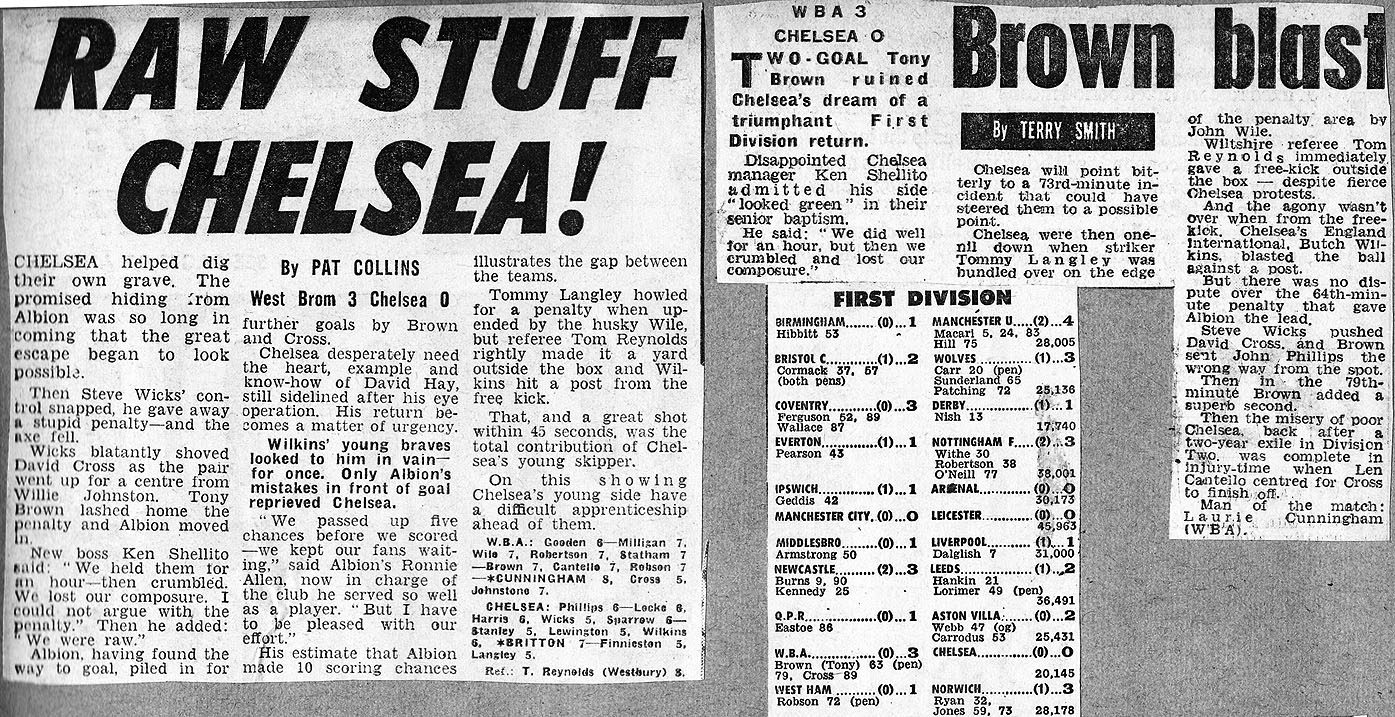 RAW STUFF
CHELSEA!
CHELSEA helped dig
their own grave. The
promised hiding from
Albion was so long in
coming that the great
escape began to look
possible.
Then Steve Wicks' con-
trol snapped, he gave away
a stupid penalty—and the
axe fell.
Wicks blatantly shoved
David Cross as the pair
went up for a centre from
Willie Johnston. Tony
Brown lashed home the
penalty and Albion moved
in.
New boss Ken Shellito
said: "We held them for
an hour—then crumbled.
We lost our composure. I
could not argue with the
penalty." Then he added:
"We were raw."
Albion, having found the
way to goal, piled in for
By PAT COLLINS
West Brom 3 Chelsea 0
further goals by Brown
and Cross.
Chelsea desperately need
the heart, example and
know-how of David Hay,
still sidelined after his eye
operation. His return be-
comes a matter of urgency.
Wilkins' young braves
looked to him in vain—
for once. Only Albion's
mistakes in front of goal
reprieved Chelsea.
"We passed up five
chances before we scored
—we kept our fans wait-
ing," said Albion's Ronnie
Allen, now in charge of
the club he served so well
as a player. "But I have
to be pleased with our
effort."
His estimate that Albion
made 10 scoring chances
illustrates the gap between
the teams.
Tommy Langley howled
for a penalty when up-
ended by the husky Wile,
but referee Tom Reynolds
rightly made it a yard
outside the box and Wil-
kins hit a post from the
free kick.
That, and a great shot
within 45 seconds, was the
total contribution of Chel-
sea's young skipper.
On this showing
Chelsea's young side have
a difficult apprenticeship
ahead of them.
W.B.A.: Gooden 6—Milligan 7,
Wile 7, Robertson 7, Statham 7
—Brown 7, Cantello 7, Robson 7
—*CUNNINGHAM 8, Cross 5,
Johnstone 7.
CHELSEA: Phillips 6—Locke 6,
Harris 6, Wicks 5, Sparrow 6—
Stanley 5, Lewington 5, Wilkins
6, *BRITTON 7—Finnieston 5,
Langley 5.
Ref.: T. Reynolds (Westbury) 8.
WBA 3
CHELSEA 0
TWO-GOAL Tony
Brown ruined
Chelsea's dream of a
triumphant First
Division return.
Disappointed Chelsea
manager Ken Shellito
admitted his side
"looked green" in their
senior baptism.
He said: "We did well
for an hour, but then we
crumbled and lost our
composure."
Brown blast
By TERRY SMITH
Chelsea will point bit-
terly to a 73rd-minute in-
cident that could have
steered them to a possible
point.
Chelsea were then one-
nil down when striker
Tommy Langley was
bundled over on the edge
of the penalty area by
John Wile.
Wiltshire referee Tom
Reynolds immediately
gave a free-kick outside
the box — despite fierce
Chelsea protests.
And the agony wasn't
over when from the free-
kick, Chelsea's England
International, Butch Wil-
kins, blasted the ball
against a post.
But there was no dis-
pute over the 64th-min-
ute penalty that gave
Albion the lead.
Steve Wicks pushed
David Cross, and Brown
sent John Phillips the
wrong way from the spot.
Then in the 79th-
minute Brown added a
superb second.
Then the misery of poor
Chelsea, back after a
two-year exile in Division
Two, was complete in
injury-time when Len
Cantello centred for Cross
to finish off.
Man of the match:
Laurie Cunningham
(WBA).
FIRST DIVISION
BIRMINGHAM.......(0)...1 MANCHESTER U....(2)...4
Hibbitt 53 Macari 5, 24, 83
Hill 75 28,005
BRISTOL C............(1)...2 WOLVES ...............(1)...3
Cormack 37, 57 Carr 20 (pen)
(both pens) Sunderland 65
Patching 72 25,136
COVENTRY............(0)...3 DERBY .................(1)...1
Ferguson 52, 89 Nish 13
Wallace 87 17,740
EVERTON..............(1)...1 NOTTINGHAM F....(2)...3
Pearson 43 Withe 30
Robertson 38
O'Neill 77 38,001
IPSWICH ..............(1)...1 ARSENAL .............(0)...0
Geddis 42 30,173
MANCHESTER CITY.(0)...0 LEICESTER ............(0)...0
45,963
MIDDLESBRO........(0)...1 LIVERPOOL ...........(1)...1
Armstrong 50 Dalglish 7 31,000
NEWCASTLE .........(2)...3 LEEDS ..................(1)...2
Burns 9, 90 Hankin 21
Kennedy 25 Lorimer 49 (pen)
36,491
Q.P.R....................(0)...1 ASTON VILLA........(0)...2
Eastoe 86 Webb 47 (og)
Carrodus 53 25,431
W.B.A. .................(0)...3 CHELSEA..............(0)...0
Brown (Tony) 63 (pen)
79, Cross 89 20,145
WEST HAM ..........(0)...1 NORWICH.............(1)...3
Robson 72 (pen) Ryan 32,
Jones 59, 73 28,178